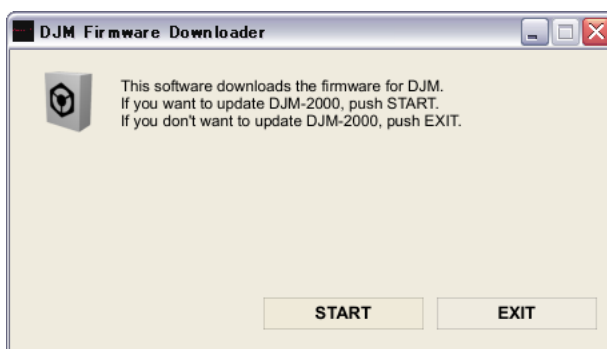 DJM Firmware Downloader
This software downloads the firmware for DJM.
If you want to update DJM-2000, push START.
If you don't want to update DJM-2000, push EXIT.
START
EXIT